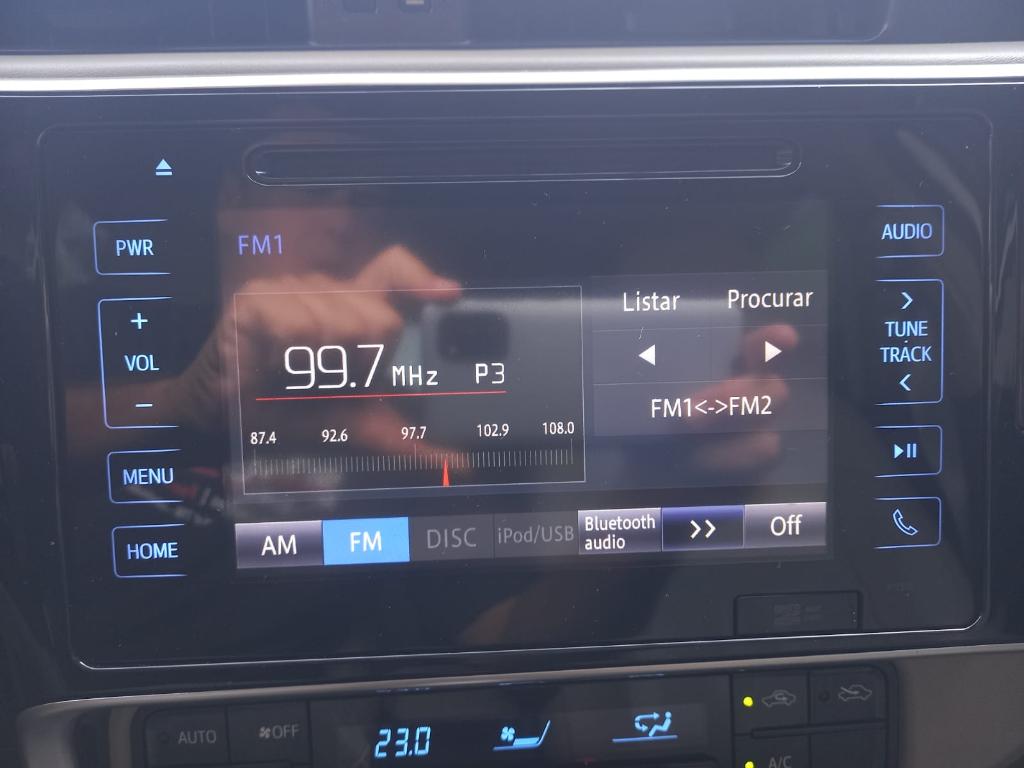 PWR
+
VOL
-
MENU
HOME
FM1
99.7 MHz P3
87.4 92.6 97.7 102.9 108.0
Listar Procurar
FM1<->FM2
AM FM DISC iPod/USB Bluetooth audio >> Off
AUDIO
>
TUNE
TRACK
<
AUTO OFF 23.0 A/C